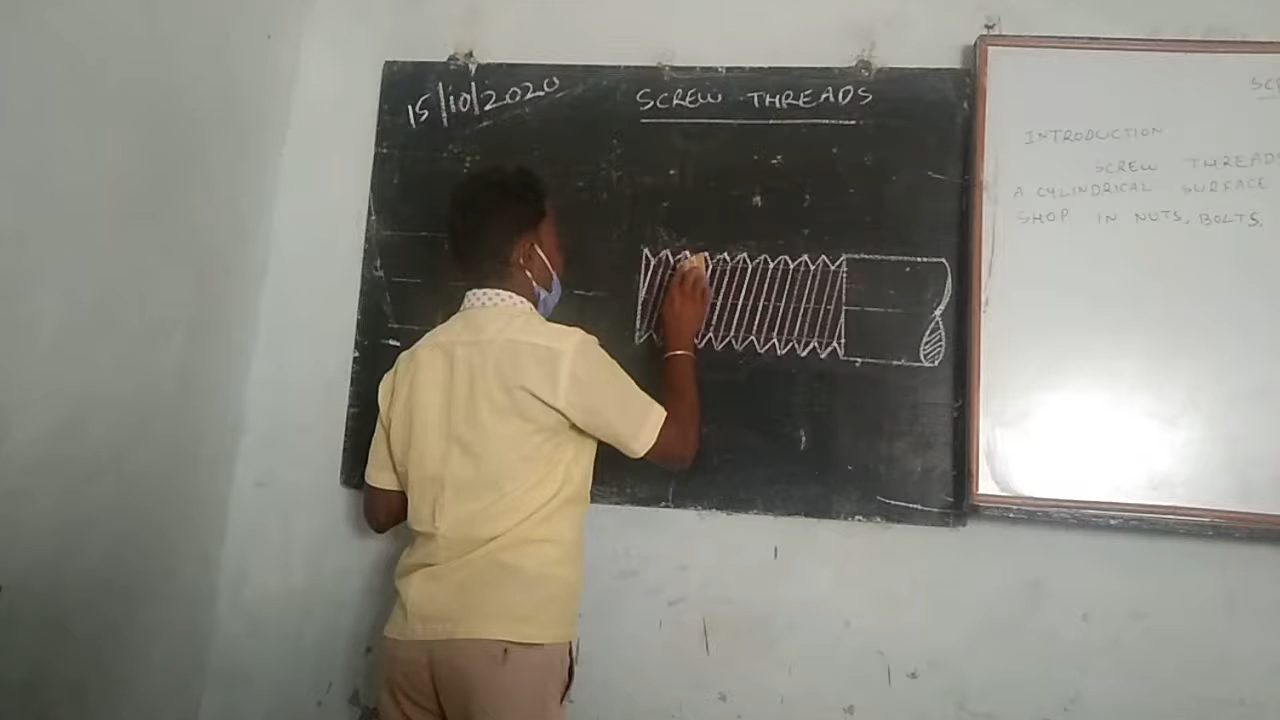 15/10/2020
SCREW THREADS
INTRODUCTION
SCREW THREADS
A CYLINDRICAL SURFACE
SHOP IN NUTS, BOLTS,